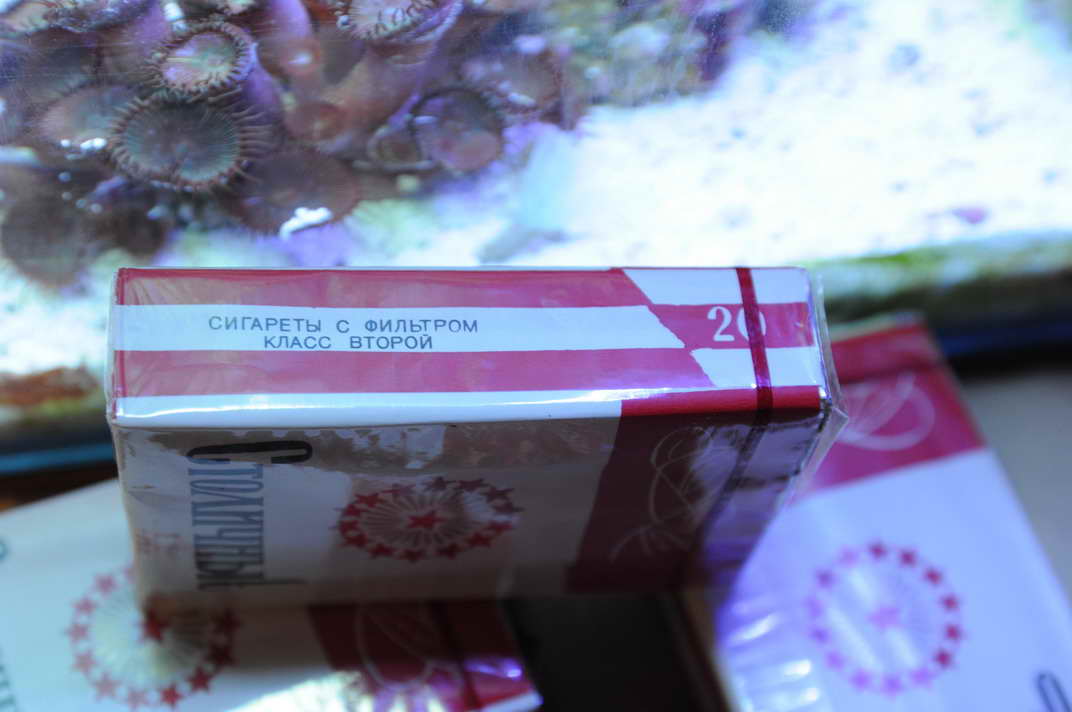 СИГАРЕТЫ С ФИЛЬТРОМ
КЛАСС ВТОРОЙ
20
Столичные